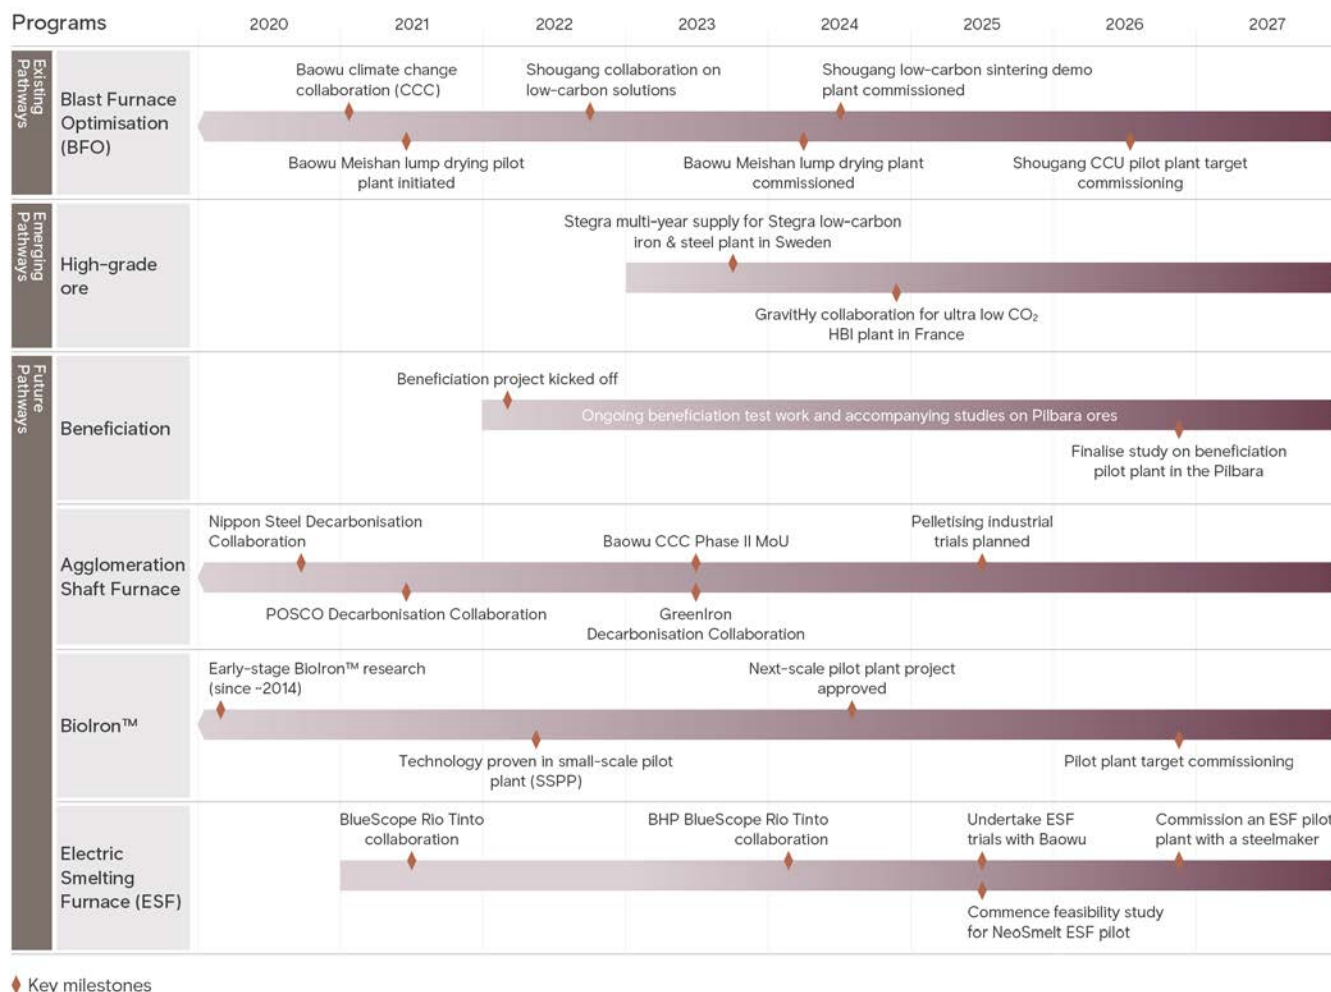 Programs
2020
2021
2022
2023
2024
2025
2026
2027
Existing
Pathways
Blast Furnace
Optimisation
(BFO)
Baowu climate change
collaboration (CCC)
Shougang collaboration on
low-carbon solutions
Shougang low-carbon sintering demo
plant commissioned
Baowu Meishan lump drying pilot
plant initiated
Baowu Meishan lump drying plant
commissioned
Shougang CCU pilot plant target
commissioning
Emerging
Pathways
High-grade
ore
Stegra multi-year supply for Stegra low-carbon
iron & steel plant in Sweden
GravitHy collaboration for ultra low CO₂
HBI plant in France
Future
Pathways
Beneficiation
Beneficiation project kicked off
Ongoing beneficiation test work and accompanying studies on Pilbara ores
Finalise study on beneficiation
pilot plant in the Pilbara
Agglomeration
Shaft Furnace
Nippon Steel Decarbonisation
Collaboration
Baowu CCC Phase II MoU
Pelletising industrial
trials planned
POSCO Decarbonisation Collaboration
GreenIron
Decarbonisation Collaboration
BioIron™
Early-stage BioIron™ research
(since ~2014)
Next-scale pilot plant project
approved
Technology proven in small-scale pilot
plant (SSPP)
Pilot plant target commissioning
Electric
Smelting
Furnace (ESF)
BlueScope Rio Tinto
collaboration
BHP BlueScope Rio Tinto
collaboration
Undertake ESF
trials with Baowu
Commission an ESF pilot
plant with a steelmaker
Commence feasibility study
for NeoSmelt ESF pilot
Key milestones